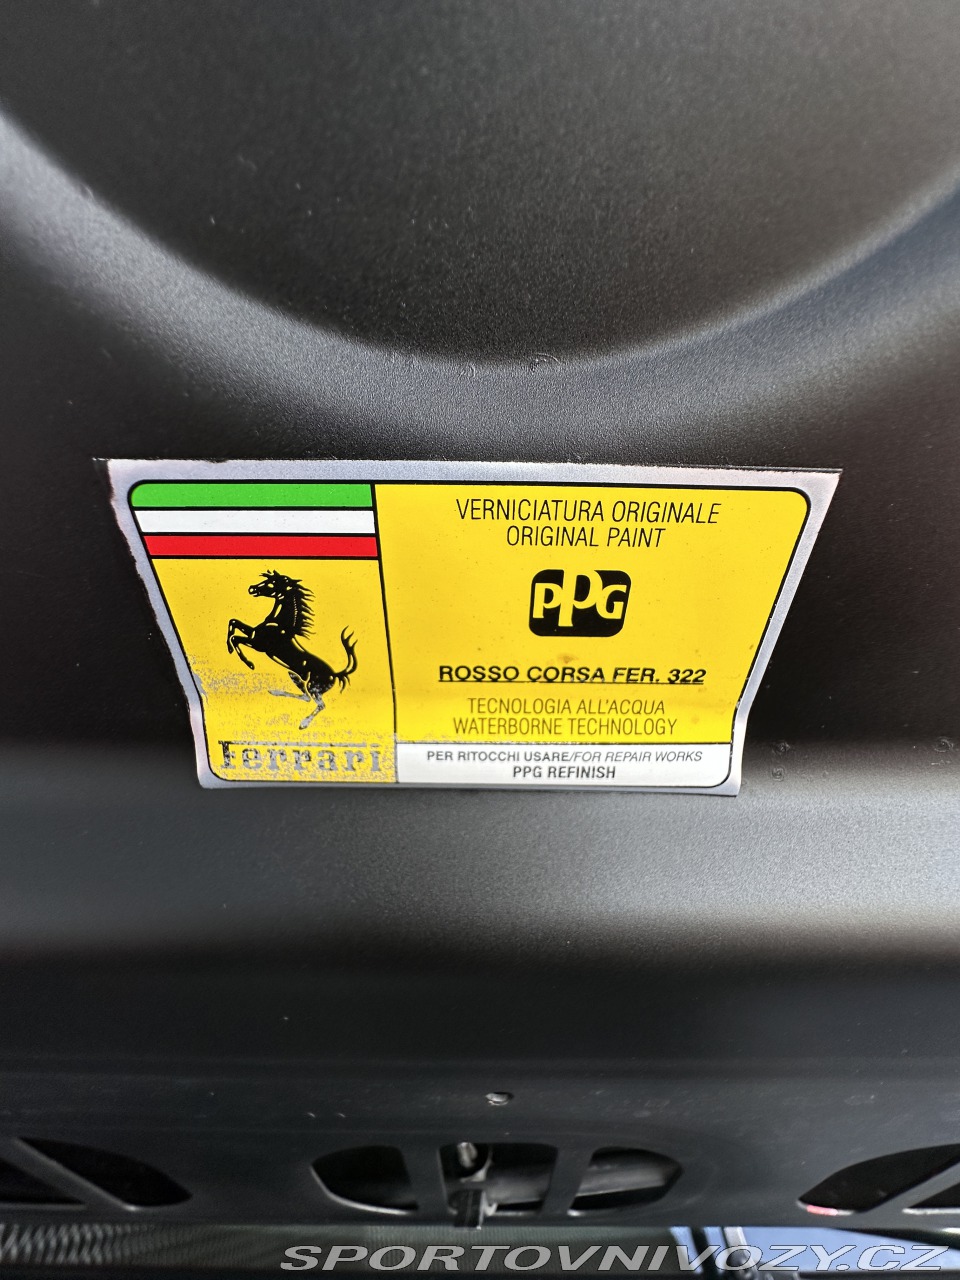 VERNICIATURA ORIGINALE
ORIGINAL PAINT
PPG
ROSSO CORSA FER. 322
TECNOLOGIA ALL'ACQUA
WATERBORNE TECHNOLOGY
Ferrari
PER RITOCCHI USARE/FOR REPAIR WORKS
PPG REFINISH
SPORTOVNIVOZY.CZ